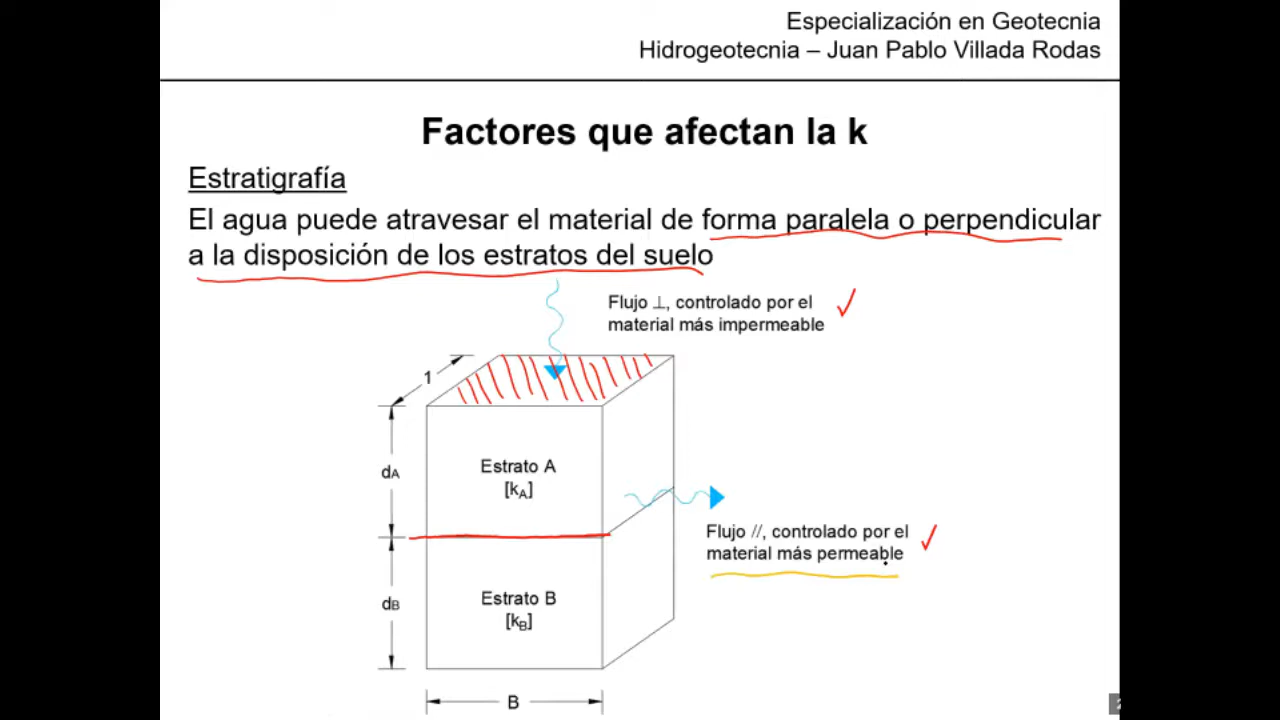 Especialización en Geotecnia
Hidrogeotecnia – Juan Pablo Villada Rodas
Factores que afectan la k
Estratigrafía
El agua puede atravesar el material de forma paralela o perpendicular
a la disposición de los estratos del suelo
Flujo ⊥, controlado por el
material más impermeable
1
dA
Estrato A
[kA]
Flujo //, controlado por el
material más permeable
dB
Estrato B
[kB]
B